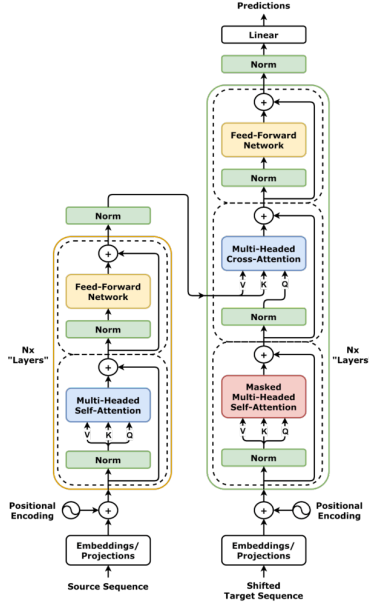 Predictions
Linear
Norm
+
Feed-Forward
Network
Norm
+
Multi-Headed
Cross-Attention
V K Q
Norm
+
Masked
Multi-Headed
Self-Attention
V K Q
Norm
Nx
"Layers"
+
Positional
Encoding
Embeddings/
Projections
Shifted
Target Sequence
Norm
+
Feed-Forward
Network
Norm
+
Multi-Headed
Self-Attention
V K Q
Norm
Nx
"Layers"
+
Positional
Encoding
Embeddings/
Projections
Source Sequence